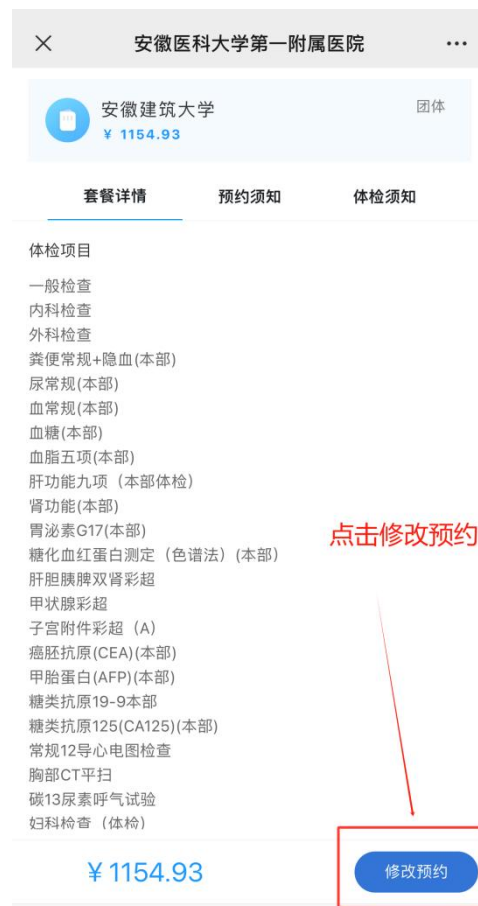 安徽医科大学第一附属医院
安徽建筑大学
团体
¥ 1154.93
套餐详情 预约须知 体检须知
体检项目
一般检查
内科检查
外科检查
粪便常规+隐血(本部)
尿常规(本部)
血常规(本部)
血糖(本部)
血脂五项(本部)
肝功能九项（本部体检）
肾功能(本部)
胃泌素G17(本部)
点击修改预约
糖化血红蛋白测定（色谱法）(本部)
肝胆胰脾双肾彩超
甲状腺彩超
子宫附件彩超（A）
癌胚抗原(CEA)(本部)
甲胎蛋白(AFP)(本部)
糖类抗原19-9本部
糖类抗原125(CA125)(本部)
常规12导心电图检查
胸部CT平扫
碳13尿素呼气试验
妇科检查（体检）
¥ 1154.93
修改预约